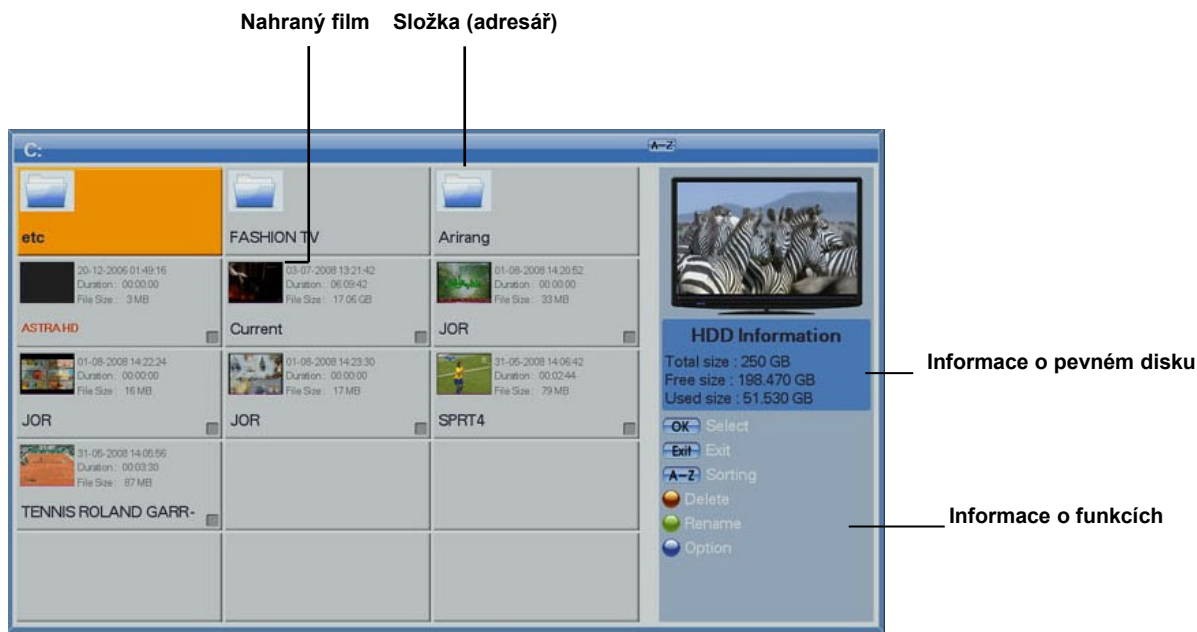 Nahraný film Složka (adresář)
C: A-Z
etc
FASHION TV
Arirang
20-12-2006 01:49:16
Duration : 00:00:00
File Size : 3 MB
ASTRA HD
03-07-2008 13:21:42
Duration : 06:09:42
File Size : 17.06 GB
Current
01-08-2008 14:20:52
Duration : 00:00:00
File Size : 33 MB
JOR
01-08-2008 14:22:24
Duration : 00:00:00
File Size : 16 MB
JOR
01-08-2008 14:23:30
Duration : 00:00:00
File Size : 17 MB
JOR
31-05-2008 14:06:42
Duration : 00:02:44
File Size : 79 MB
SPRT4
31-05-2008 14:05:56
Duration : 00:03:30
File Size : 87 MB
TENNIS ROLAND GARR-
HDD Information
Total size : 250 GB
Free size : 198.470 GB
Used size : 51.530 GB
OK Select
Exit Exit
A-Z Sorting
Delete
Rename
Option
Informace o pevném disku
Informace o funkcích